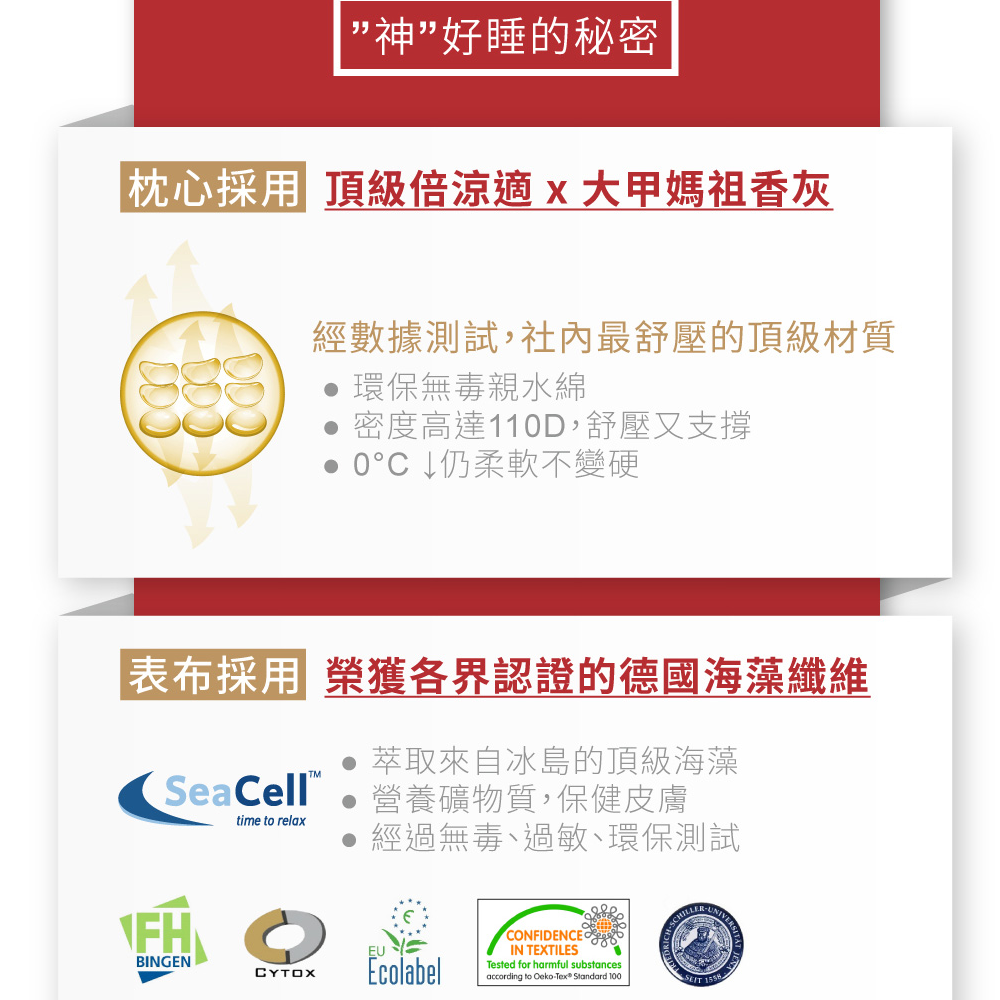 ”神”好睡的秘密
枕心採用 頂級倍涼適 x 大甲媽祖香灰
經數據測試，社內最舒壓的頂級材質
● 環保無毒親水綿
● 密度高達110D，舒壓又支撐
● 0°C ↓仍柔軟不變硬
表布採用 榮獲各界認證的德國海藻纖維
SeaCell™
time to relax
● 萃取來自冰島的頂級海藻
● 營養礦物質，保健皮膚
● 經過無毒、過敏、環保測試
FH
BINGEN
CYTOX
EU
Ecolabel
CONFIDENCE
IN TEXTILES
Tested for harmful substances
according to Oeko-Tex® Standard 100
FRIEDRICH-SCHILLER-UNIVERSITÄT JENA
SEIT 1558